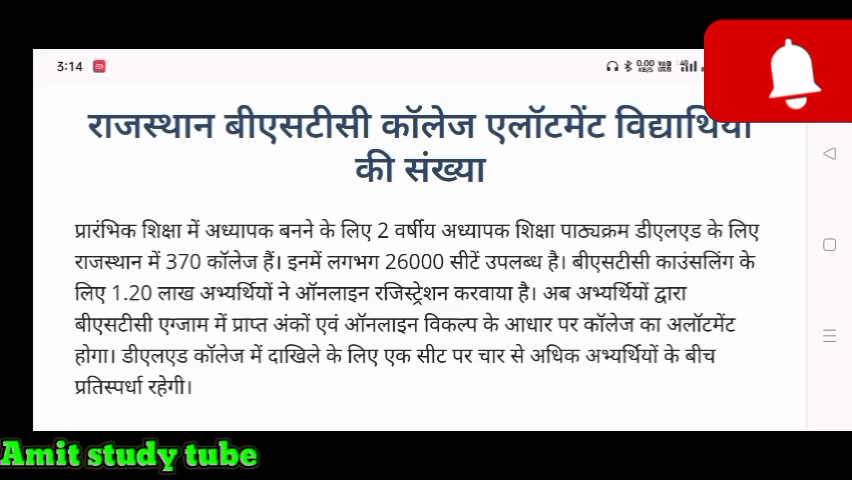 3:14
0.00 KB/S
राजस्थान बीएसटीसी कॉलेज एलॉटमेंट विद्यार्थियों
की संख्या
प्रारंभिक शिक्षा में अध्यापक बनने के लिए 2 वर्षीय अध्यापक शिक्षा पाठ्यक्रम डीएलएड के लिए
राजस्थान में 370 कॉलेज हैं। इनमें लगभग 26000 सीटें उपलब्ध है। बीएसटीसी काउंसलिंग के
लिए 1.20 लाख अभ्यर्थियों ने ऑनलाइन रजिस्ट्रेशन करवाया है। अब अभ्यर्थियों द्वारा
बीएसटीसी एग्जाम में प्राप्त अंकों एवं ऑनलाइन विकल्प के आधार पर कॉलेज का अलॉटमेंट
होगा। डीएलएड कॉलेज में दाखिले के लिए एक सीट पर चार से अधिक अभ्यर्थियों के बीच
प्रतिस्पर्धा रहेगी।
Amit study tube